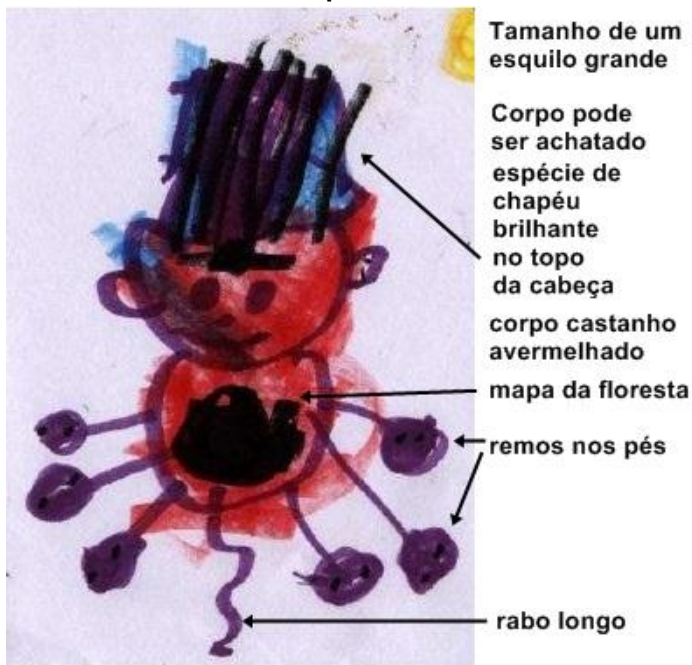 Tamanho de um
esquilo grande
Corpo pode
ser achatado
espécie de
chapéu
brilhante
no topo
da cabeça
corpo castanho
avermelhado
mapa da floresta
remos nos pés
rabo longo